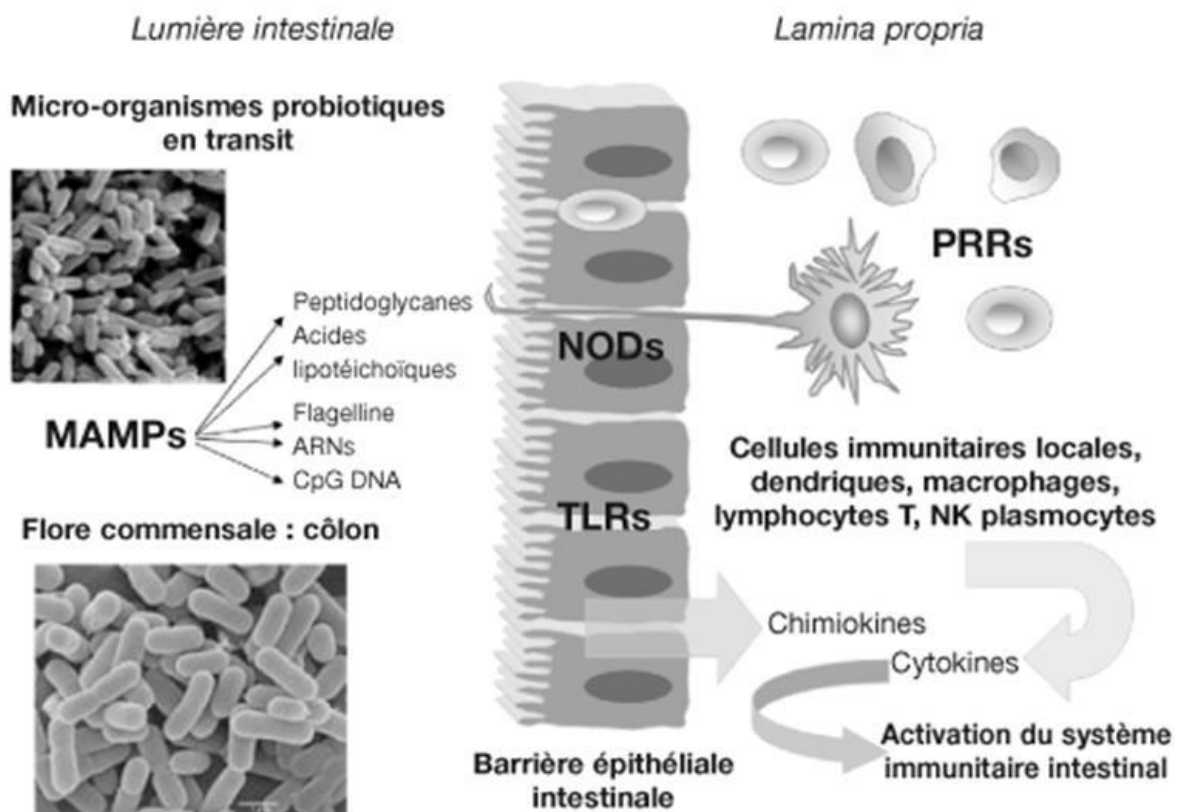 Lumière intestinale
Lamina propria
Micro-organismes probiotiques
en transit
PRRs
Peptidoglycanes
Acides
lipotéichoïques
Flagelline
ARNs
CpG DNA
MAMPs
NODs
TLRs
Cellules immunitaires locales,
dendriques, macrophages,
lymphocytes T, NK plasmocytes
Flore commensale : côlon
Chimiokines
Cytokines
Activation du système
immunitaire intestinal
Barrière épithéliale
intestinale